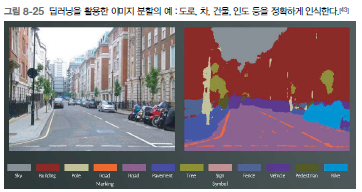 그림 8-25 딥러닝을 활용한 이미지 분할의 예 : 도로, 차, 건물, 인도 등을 정확하게 인식한다.[43]
Sky Building Pole Road Marking Road Pavement Tree Sign Symbol Fence Vehicle Pedestrian Bike